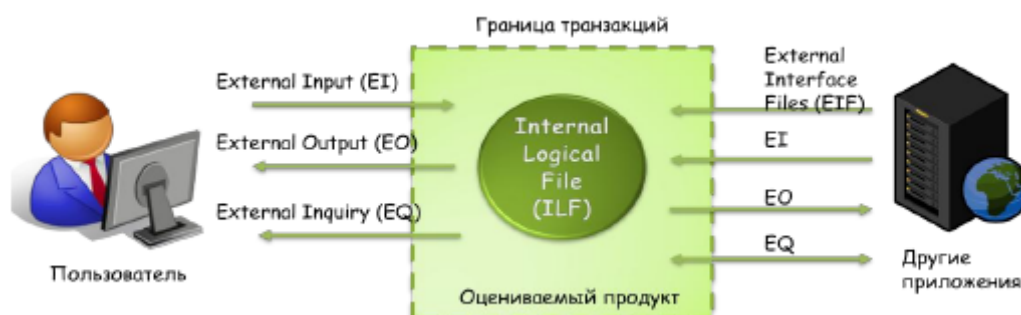 Граница транзакций
External Input (EI)
External Output (EO)
External Inquiry (EQ)
Пользователь
Internal
Logical
File
(ILF)
Оцениваемый продукт
External
Interface
Files (EIF)
EI
EO
EQ
Другие
приложения